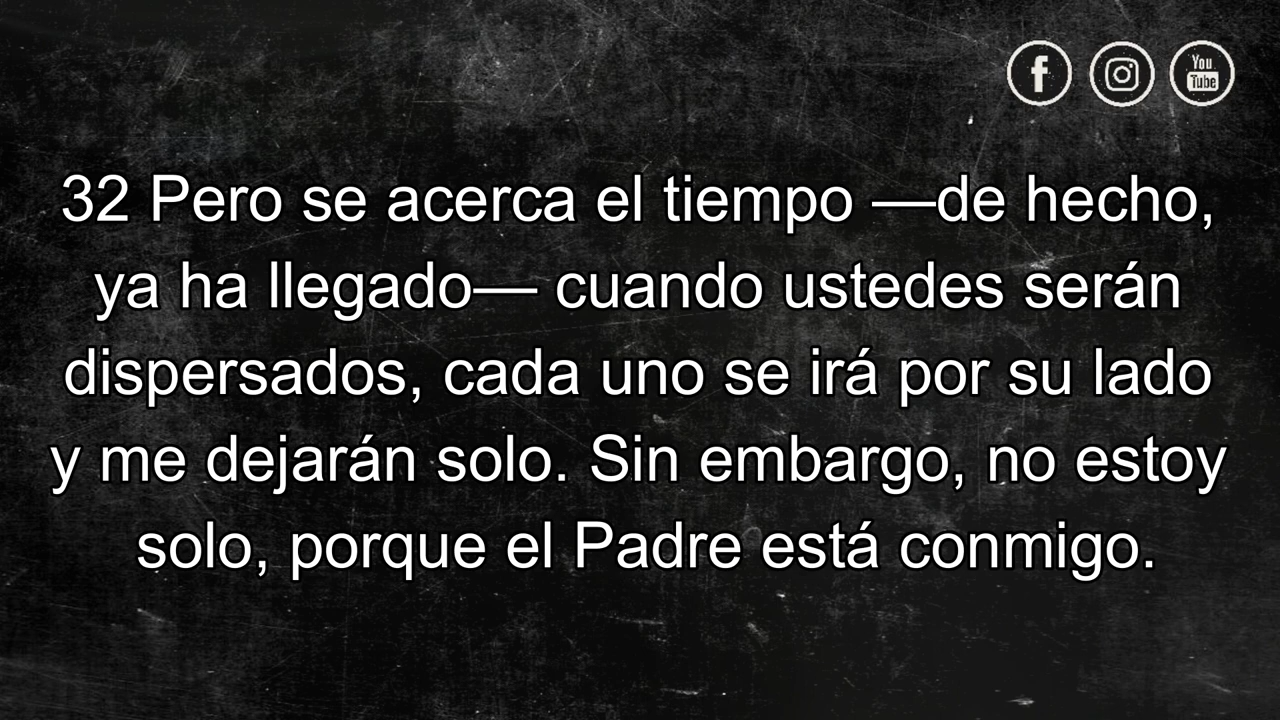 You
Tube
32 Pero se acerca el tiempo —de hecho,
ya ha llegado— cuando ustedes serán
dispersados, cada uno se irá por su lado
y me dejarán solo. Sin embargo, no estoy
solo, porque el Padre está conmigo.